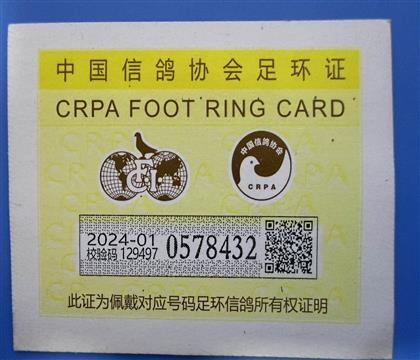 中国信鸽协会足环证
CRPA FOOT RING CARD
FCI
中国信鸽协会
CRPA
2024-01
校验码 129497
0578432
此证为佩戴对应号码足环信鸽所有权证明